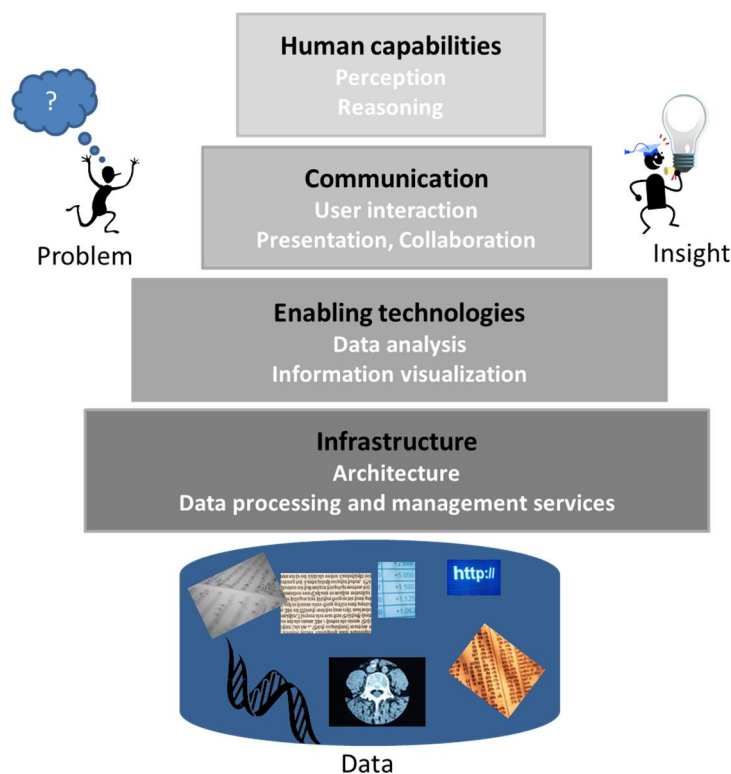 Human capabilities
Perception
Reasoning
?
Communication
User interaction
Presentation, Collaboration
Problem
Insight
Enabling technologies
Data analysis
Information visualization
Infrastructure
Architecture
Data processing and management services
http://
Data